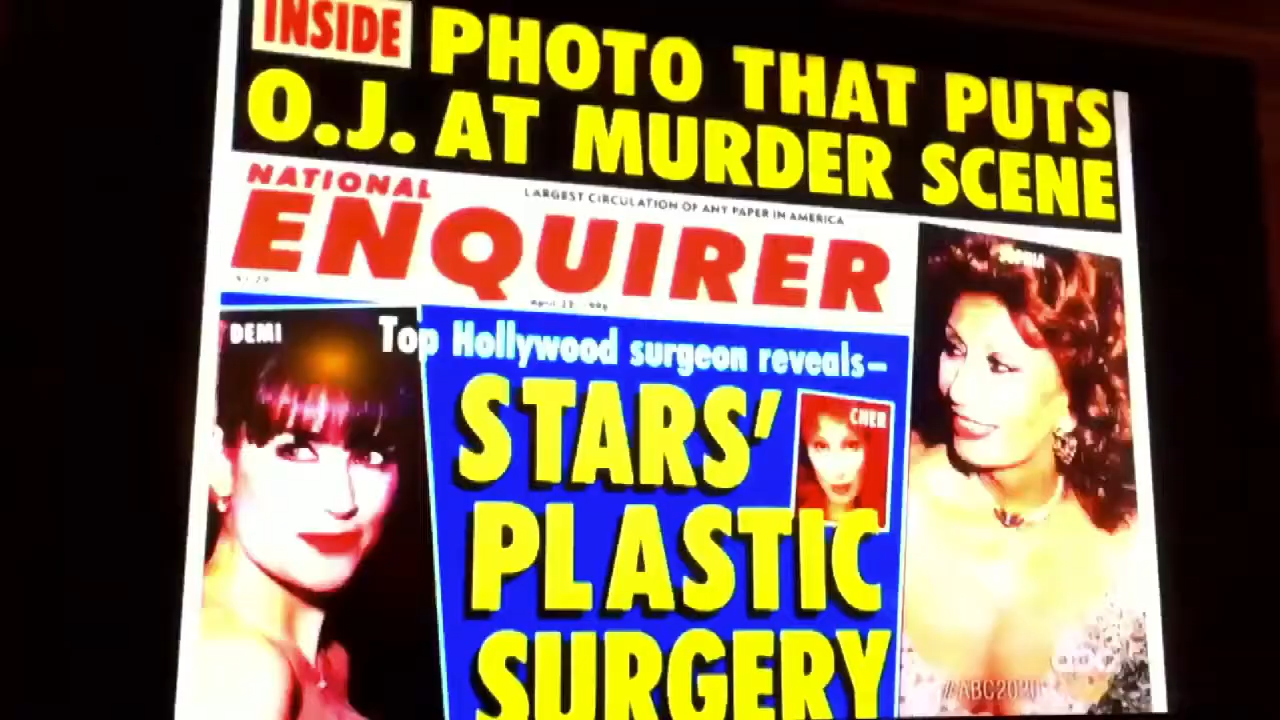 INSIDE PHOTO THAT PUTS
O.J. AT MURDER SCENE
NATIONAL
LARGEST CIRCULATION OF ANY PAPER IN AMERICA
ENQUIRER
DEMI
Top Hollywood surgeon reveals–
STARS'
CHER
PLASTIC
SURGERY
#ABC2020